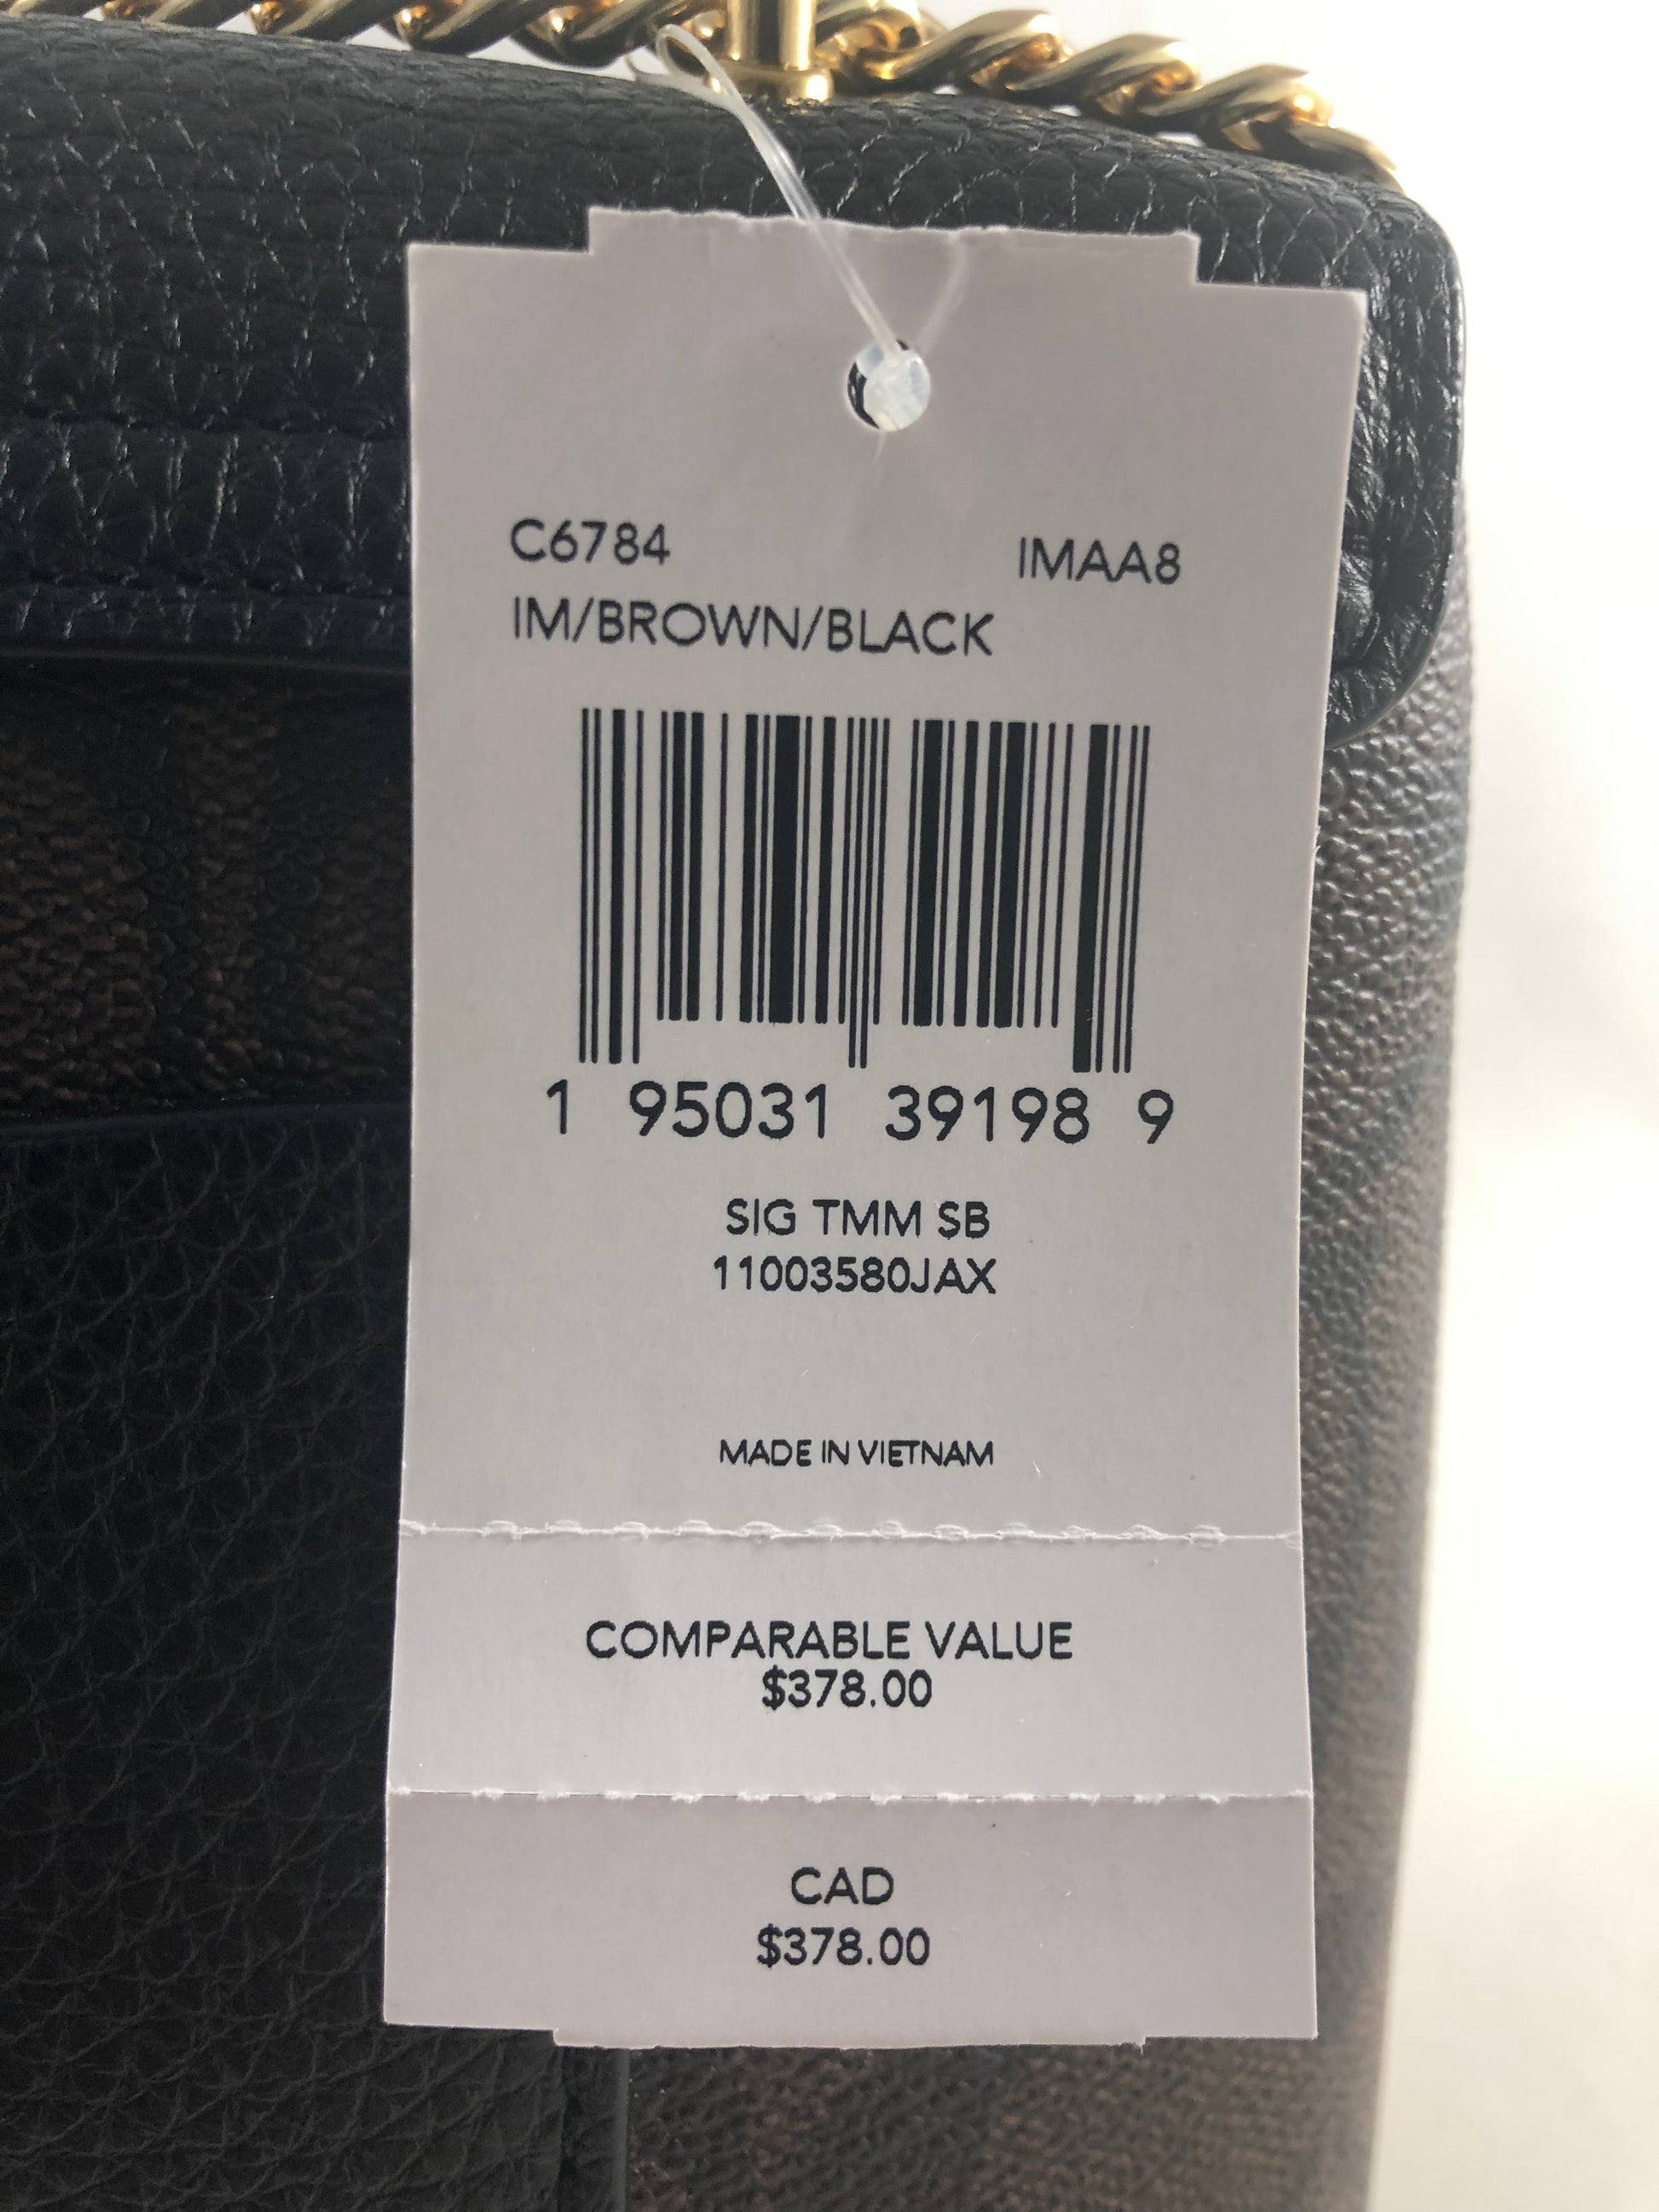 C6784 IMAA8
IM/BROWN/BLACK
1 95031 39198 9
SIG TMM SB
11003580JAX
MADE IN VIETNAM
COMPARABLE VALUE
$378.00
CAD
$378.00